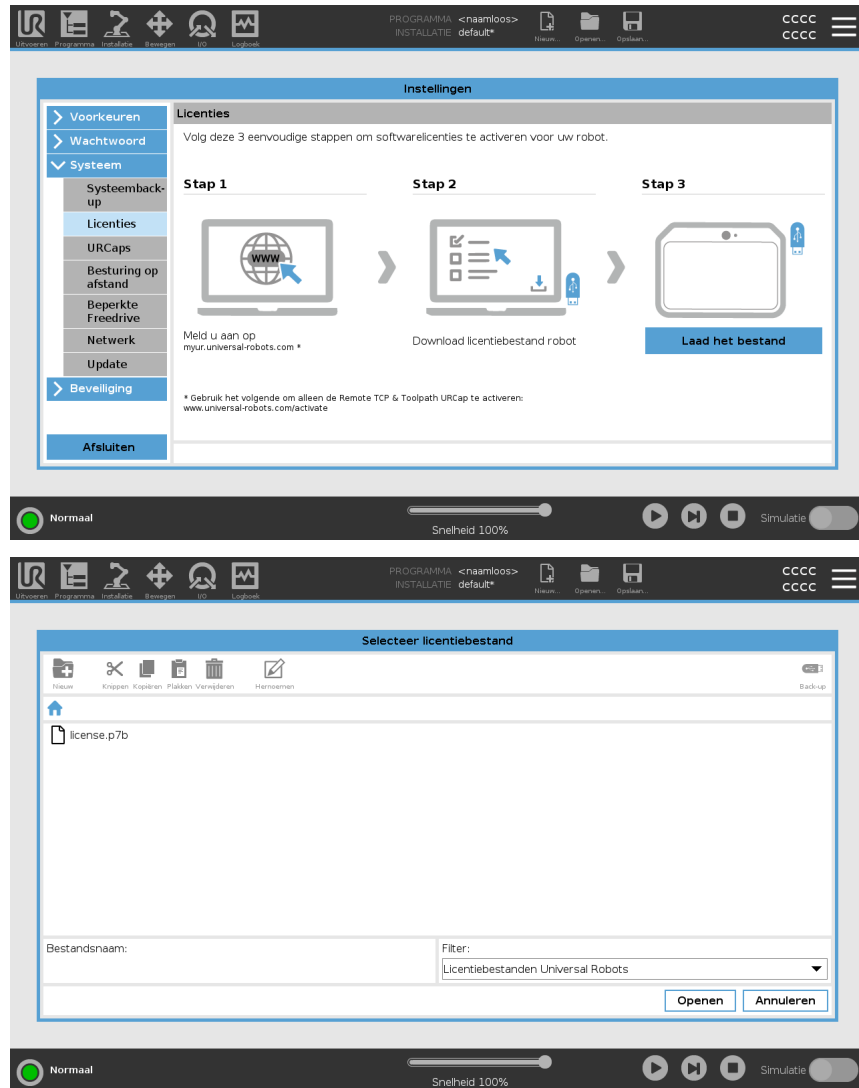 PROGRAMMA <naamloos>
INSTALLATIE default*
CCCC
CCCC
Uitvoeren Programma Installatie Bewegen I/O Logboek
Nieuw... Openen... Opslaan...
Instellingen
Voorkeuren
Wachtwoord
Systeem
Systeemback-
up
Licenties
URCaps
Besturing op
afstand
Beperkte
Freedrive
Netwerk
Update
Beveiliging
Afsluiten
Licenties
Volg deze 3 eenvoudige stappen om softwarelicenties te activeren voor uw robot.
Stap 1 Stap 2 Stap 3
WWW
Meld u aan op
myur.universal-robots.com *
Download licentiebestand robot
Laad het bestand
* Gebruik het volgende om alleen de Remote TCP & Toolpath URCap te activeren:
www.universal-robots.com/activate
Normaal
Snelheid 100%
Simulatie
PROGRAMMA <naamloos>
INSTALLATIE default*
CCCC
CCCC
Uitvoeren Programma Installatie Bewegen I/O Logboek
Nieuw... Openen... Opslaan...
Selecteer licentiebestand
Nieuw Knippen Kopiëren Plakken Verwijderen Hernoemen Back-up
license.p7b
Bestandsnaam:
Filter:
Licentiebestanden Universal Robots
Openen Annuleren
Normaal
Snelheid 100%
Simulatie